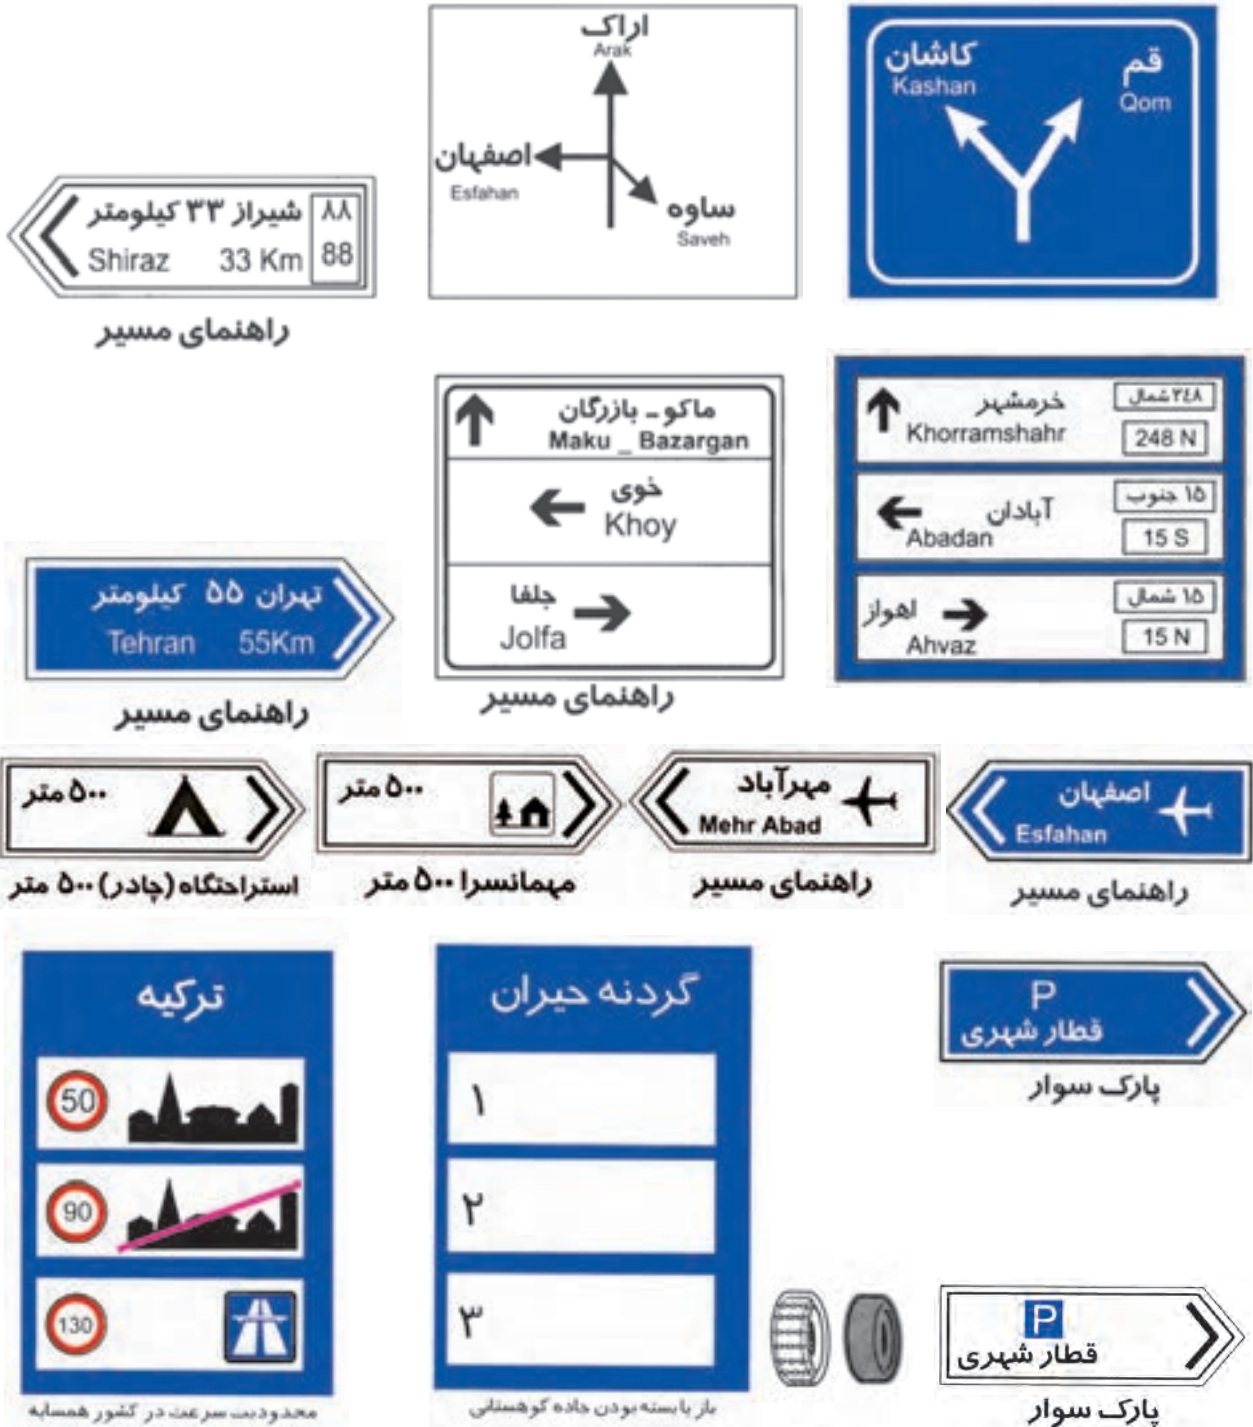 کاشان
Kashan
قم
Qom
اراک
Arak
اصفهان
Esfahan
ساوه
Saveh
شیراز ۳۳ کیلومتر
Shiraz 33 Km
۸۸
88
راهنمای مسیر
خرمشهر
Khorramshahr
۲۴۸ شمال
248 N
آبادان
Abadan
۱۵ جنوب
15 S
اهواز
Ahvaz
۱۵ شمال
15 N
ماکو - بازرگان
Maku _ Bazargan
خوی
Khoy
جلفا
Jolfa
راهنمای مسیر
تهران ۵۵ کیلومتر
Tehran 55Km
راهنمای مسیر
اصفهان
Esfahan
راهنمای مسیر
مهرآباد
Mehr Abad
راهنمای مسیر
۵۰۰ متر
مهمانسرا ۵۰۰ متر
۵۰۰ متر
استراحتگاه (چادر) ۵۰۰ متر
P
قطار شهری
پارک سوار
گردنه حیران
۱
۲
۳
باز یا بسته بودن جاده کوهستانی
ترکیه
50
90
130
محدودیت سرعت در کشور همسایه
P
قطار شهری
پارک سوار